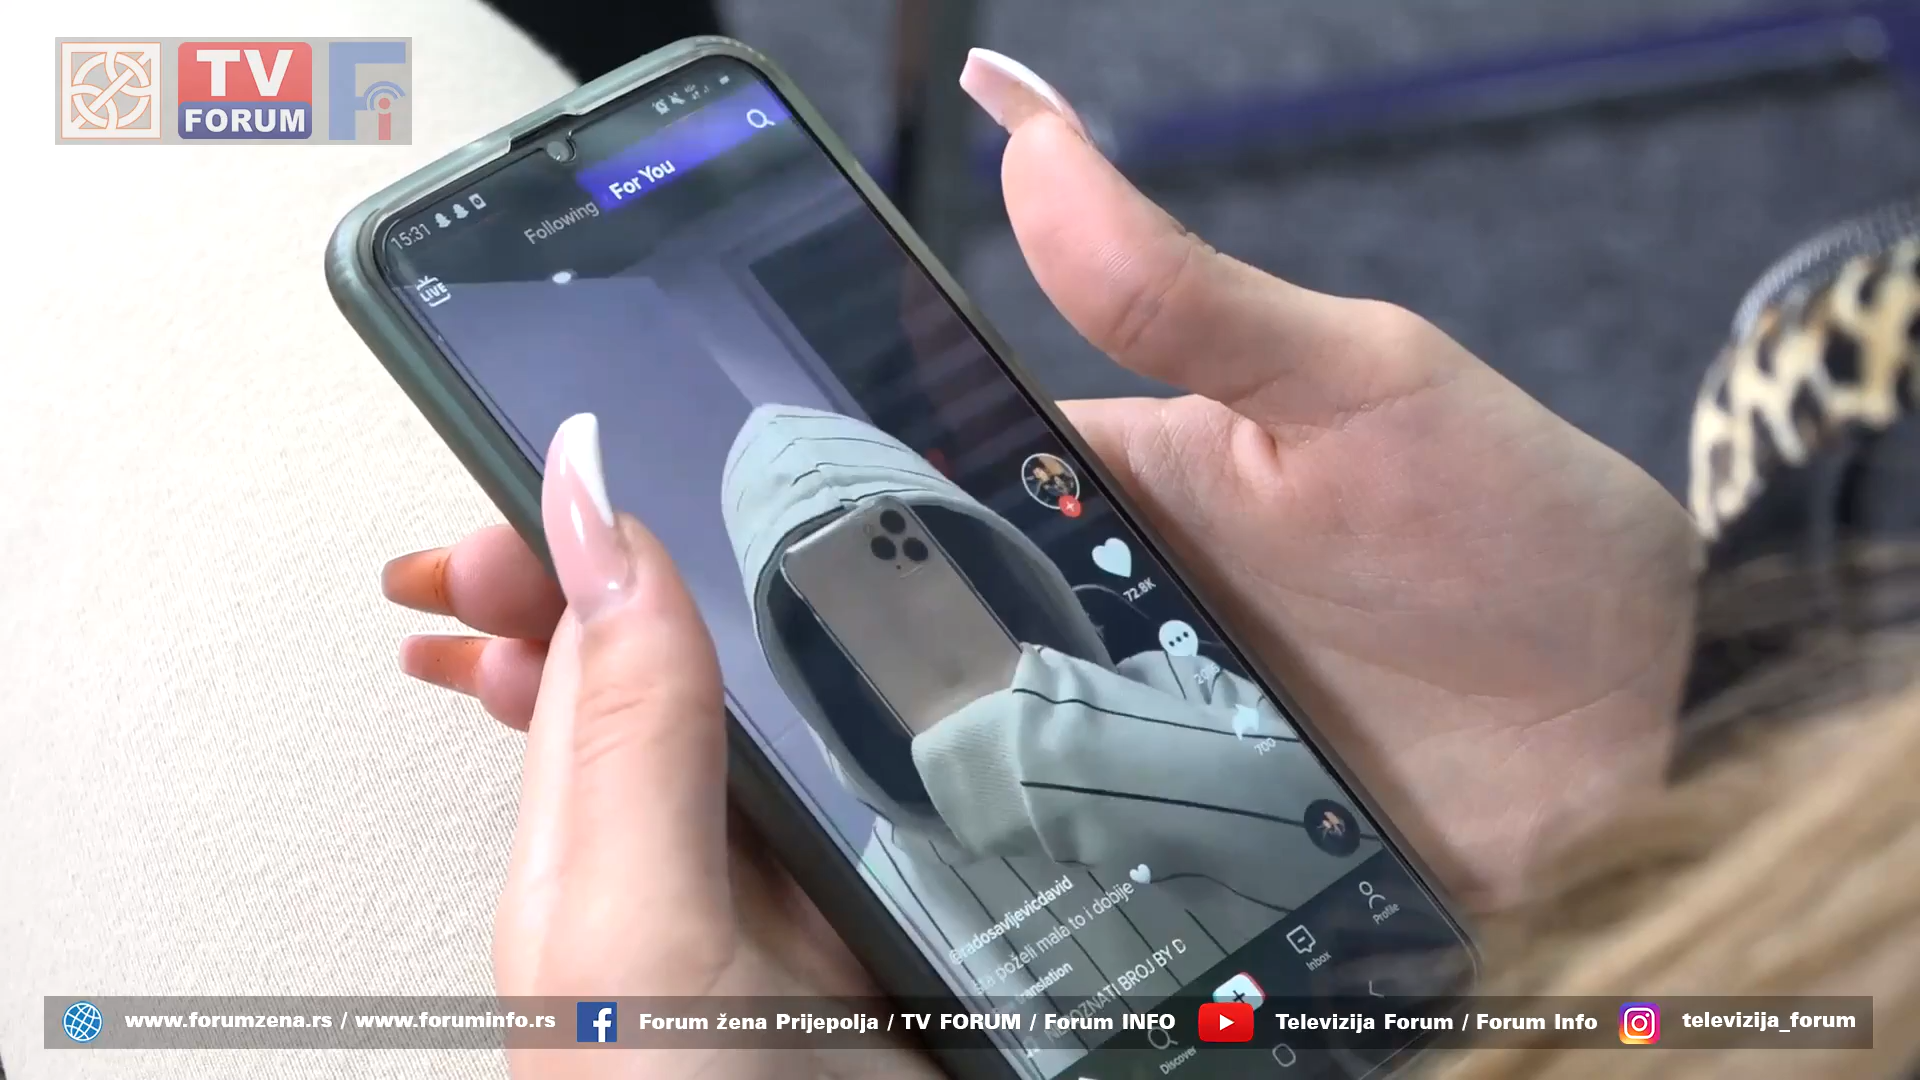 TV
FORUM
15:31
Following
For You
LIVE
72.8K
700
@radosavljevicdavid
poželi mala to i dobije
BROJ BY D
Profile
Inbox
Discover
www.forumzena.rs / www.foruminfo.rs
Forum žena Prijepolja / TV FORUM / Forum INFO
Televizija Forum / Forum Info
televizija_forum